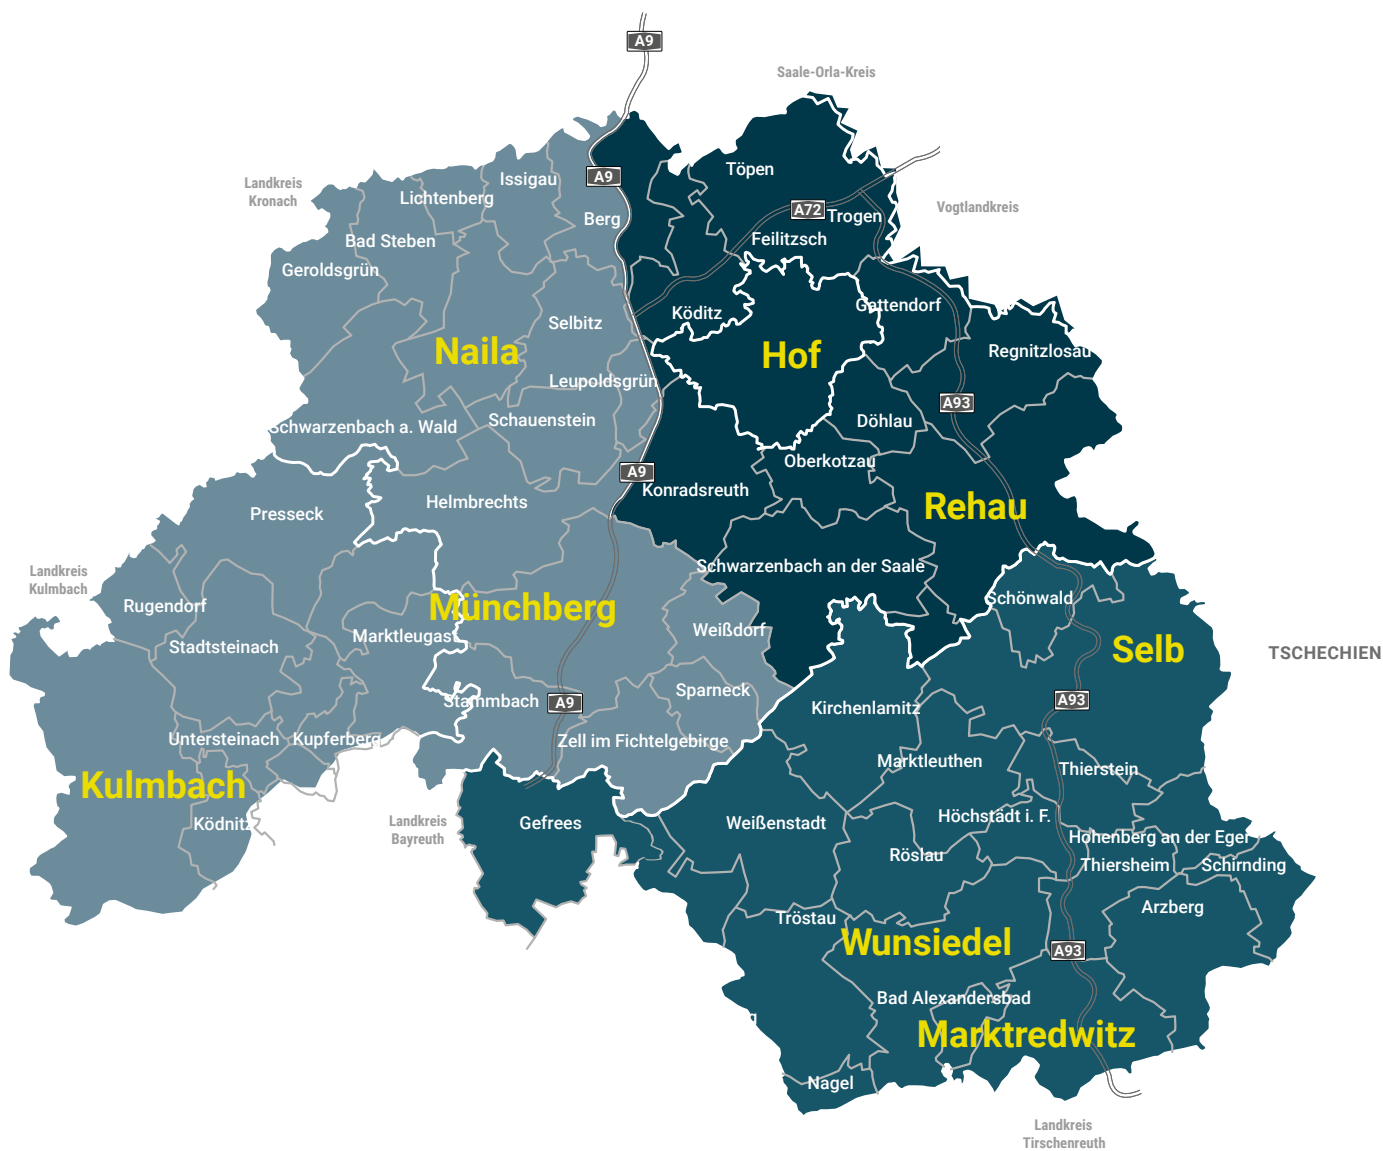 A9
Saale-Orla-Kreis
Töpen
Landkreis
Kronach
Issigau
A9
Lichtenberg
Vogtlandkreis
A72
Trogen
Berg
Feilitzsch
Bad Steben
Geroldsgrün
Köditz
Gattendorf
Selbitz
Naila
Hof
Regnitzlosau
Leupoldsgrün
A93
Schauenstein
Döhlau
Schwarzenbach a. Wald
Oberkotzau
A9
Konradsreuth
Helmbrechts
Presseck
Rehau
Landkreis
Kulmbach
Schwarzenbach an der Saale
Rugendorf
Münchberg
Schönwald
Weißdorf
Marktleugast
Stadtsteinach
Selb
TSCHECHIEN
Sparneck
Stammbach
A9
A93
Kirchenlamitz
Untersteinach
Kupferberg
Zell im Fichtelgebirge
Marktleuthen
Thierstein
Kulmbach
Ködnitz
Landkreis
Bayreuth
Gefrees
Weißenstadt
Höchstädt i. F.
Hohenberg an der Eger
Röslau
Thiersheim
Schirnding
Arzberg
Tröstau
Wunsiedel
A93
Bad Alexandersbad
g
Marktredwitz
Nagel
Landkreis
Tirschenreuth